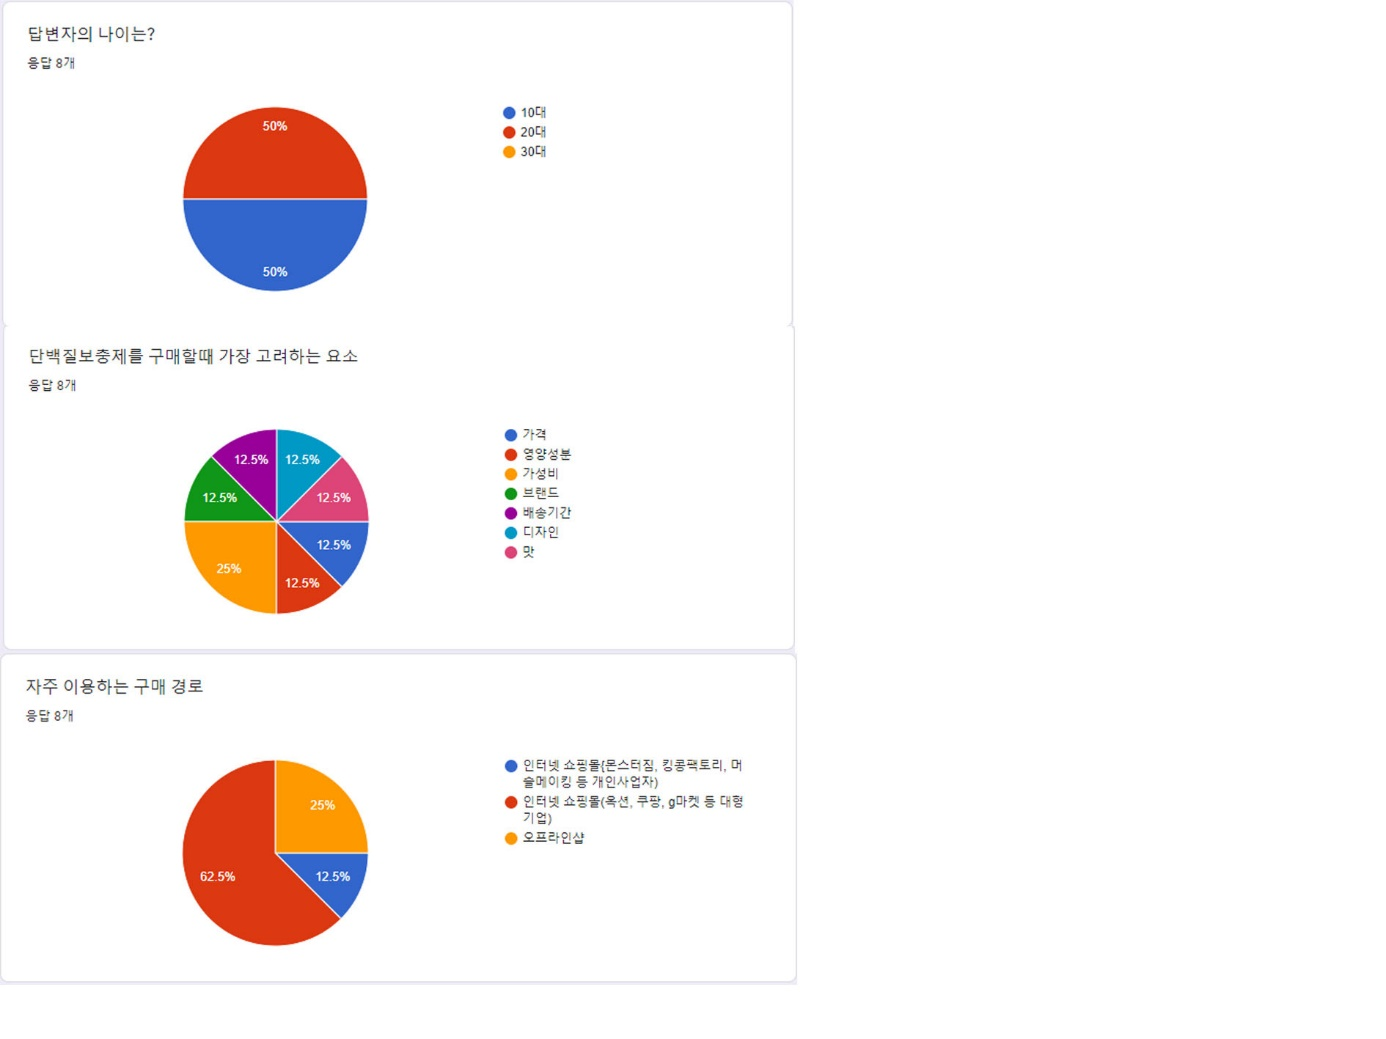 답변자의 나이는?
응답 8개
50%
50%
10대
20대
30대
단백질보충제를 구매할때 가장 고려하는 요소
응답 8개
12.5%
12.5%
12.5%
12.5%
12.5%
25%
12.5%
가격
영양성분
가성비
브랜드
배송기간
디자인
맛
자주 이용하는 구매 경로
응답 8개
25%
62.5%
12.5%
인터넷 쇼핑몰(몬스터짐, 킹콩팩토리, 머
슬메이킹 등 개인사업자)
인터넷 쇼핑몰(옥션, 쿠팡, g마켓 등 대형
기업)
오프라인샵